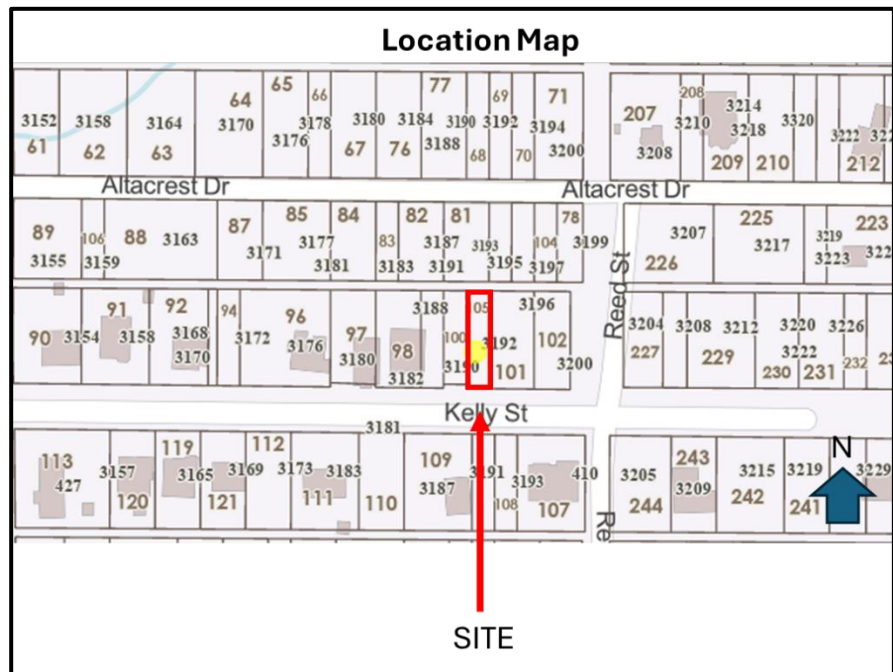 Location Map
64 65 66 77 69 71 207 208 3214
3152 3158 3164 3170 3176 3178 3180 3184 3188 3190 3192 3194 3200 3208 3210 3218 3320 3222
61 62 63 67 76 68 70 209 210 212
Altacrest Dr Altacrest Dr
89 106 88 3163 87 85 84 83 82 81 104 78 3207 225 223
3155 3159 3171 3177 3181 3183 3187 3191 3193 3195 3197 3199 226 3217 3219 3223
Reed St
90 91 92 94 96 97 98 100 05 3188 3196 102
3154 3158 3168 3170 3172 3176 3180 3182 3190 3192 101 3200
3204 3208 3212 3220 3226
227 229 230 3222 231 232
Kelly St
3181
113 119 112 109 243 N
427 3157 3165 3169 3173 3183 3187 3191 3193 410 3205 3209 3215 3219 3229
120 121 111 110 108 107 244 242 241
Re
SITE